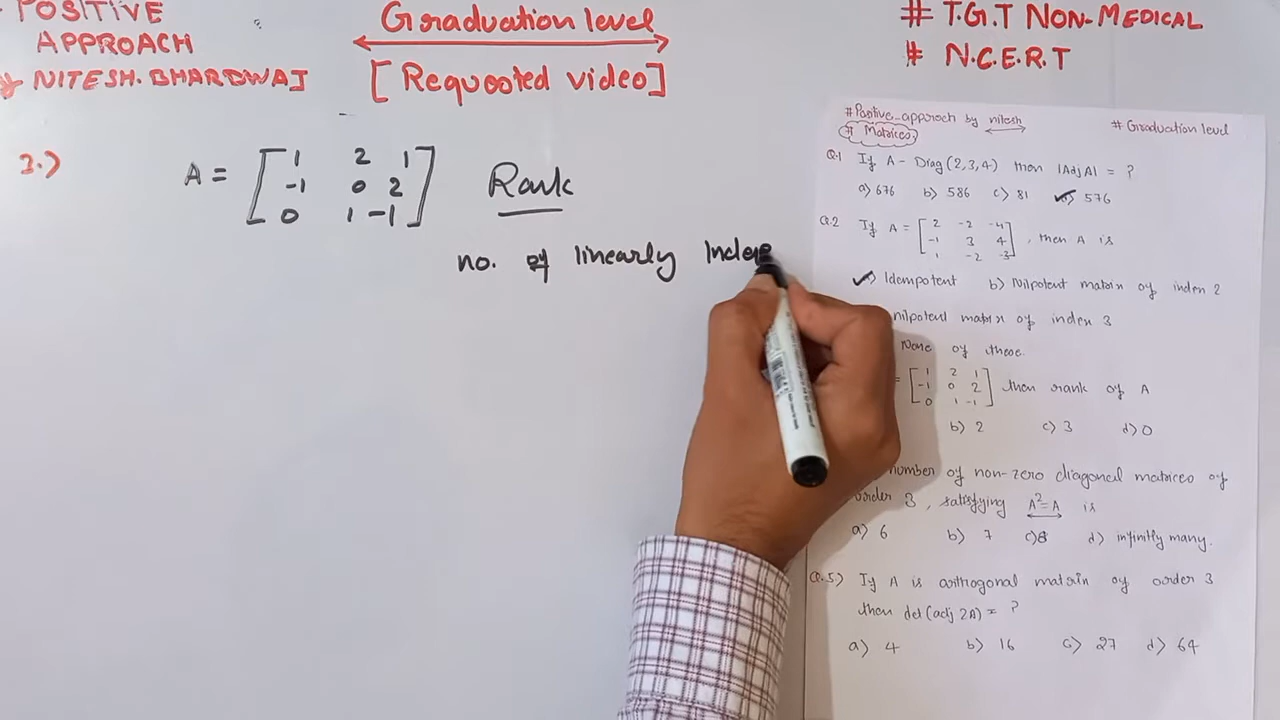 POSITIVE
APPROACH
* NITESH.BHARDWAJ
Graduation level
[Requested video]
# T.G.T NON-MEDICAL
# N.C.E.R.T
3.)
A = [ 1 2 1
-1 0 2
0 1 -1 ]
Rank
no. of linearly Indepe
#Positive_approch by nitesh
# Graduation level
# Matrices
Q.1 If A - Diag (2,3,4) then |AdjA| = ?
a) 676 b) 586 c) 81 d) 576
Q.2 If A = [ 2 -2 -4
-1 3 4
1 -2 -3 ] , then A is
Idempotent b) Nilpotent matrix of index 2
nilpotent matrix of index 3
None of these.
= [ 1 2 1
-1 0 2
0 1 -1 ] then rank of A
b) 2 c) 3 d) 0
number of non-zero diagonal matrices of
order 3, satisfying A²=A is
a) 6 b) 7 c) 8 d) infinitly many.
Q.5) If A is orthogonal matrix of order 3
then det (adj 2A) = ?
a) 4 b) 16 c) 27 d) 64